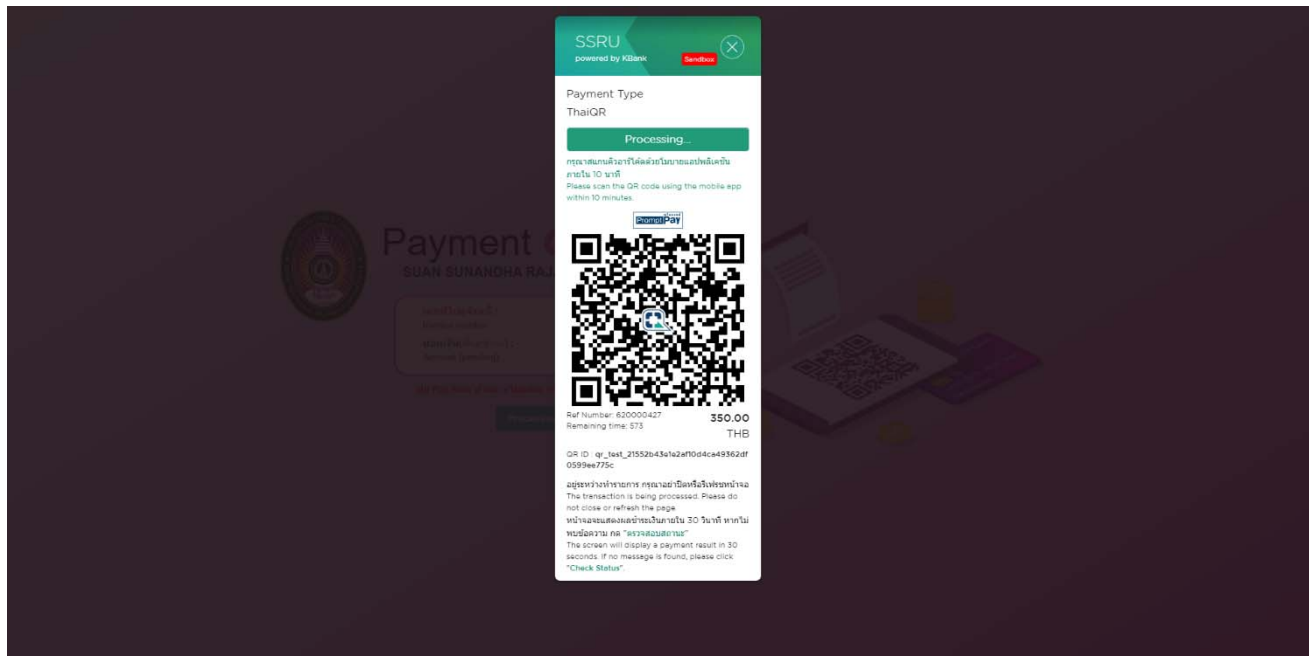 SSRU
powered by KBank
Sandbox
Payment Type
ThaiQR
Processing...
กรุณาสแกนคิวอาร์โค้ดด้วยโมบายแอปพลิเคชัน
ภายใน 10 นาที
Please scan the QR code using the mobile app
within 10 minutes.
PromptPay
Payment
SUAN SUNANDHA RAJ
Ref Number: 620000427
350.00
Remaining time: 573
THB
QR ID : qr_test_21552b43e1e2af10d4ca49362df
0599ee775c
อยู่ระหว่างทำรายการ กรุณาอย่าปิดหรือรีเฟรชหน้าจอ
The transaction is being processed. Please do
not close or refresh the page
หน้าจอจะแสดงผลชำระเงินภายใน 30 วินาที หากไม่
พบข้อความ กด "ตรวจสอบสถานะ"
The screen will display a payment result in 30
seconds. If no message is found, please click
"Check Status".